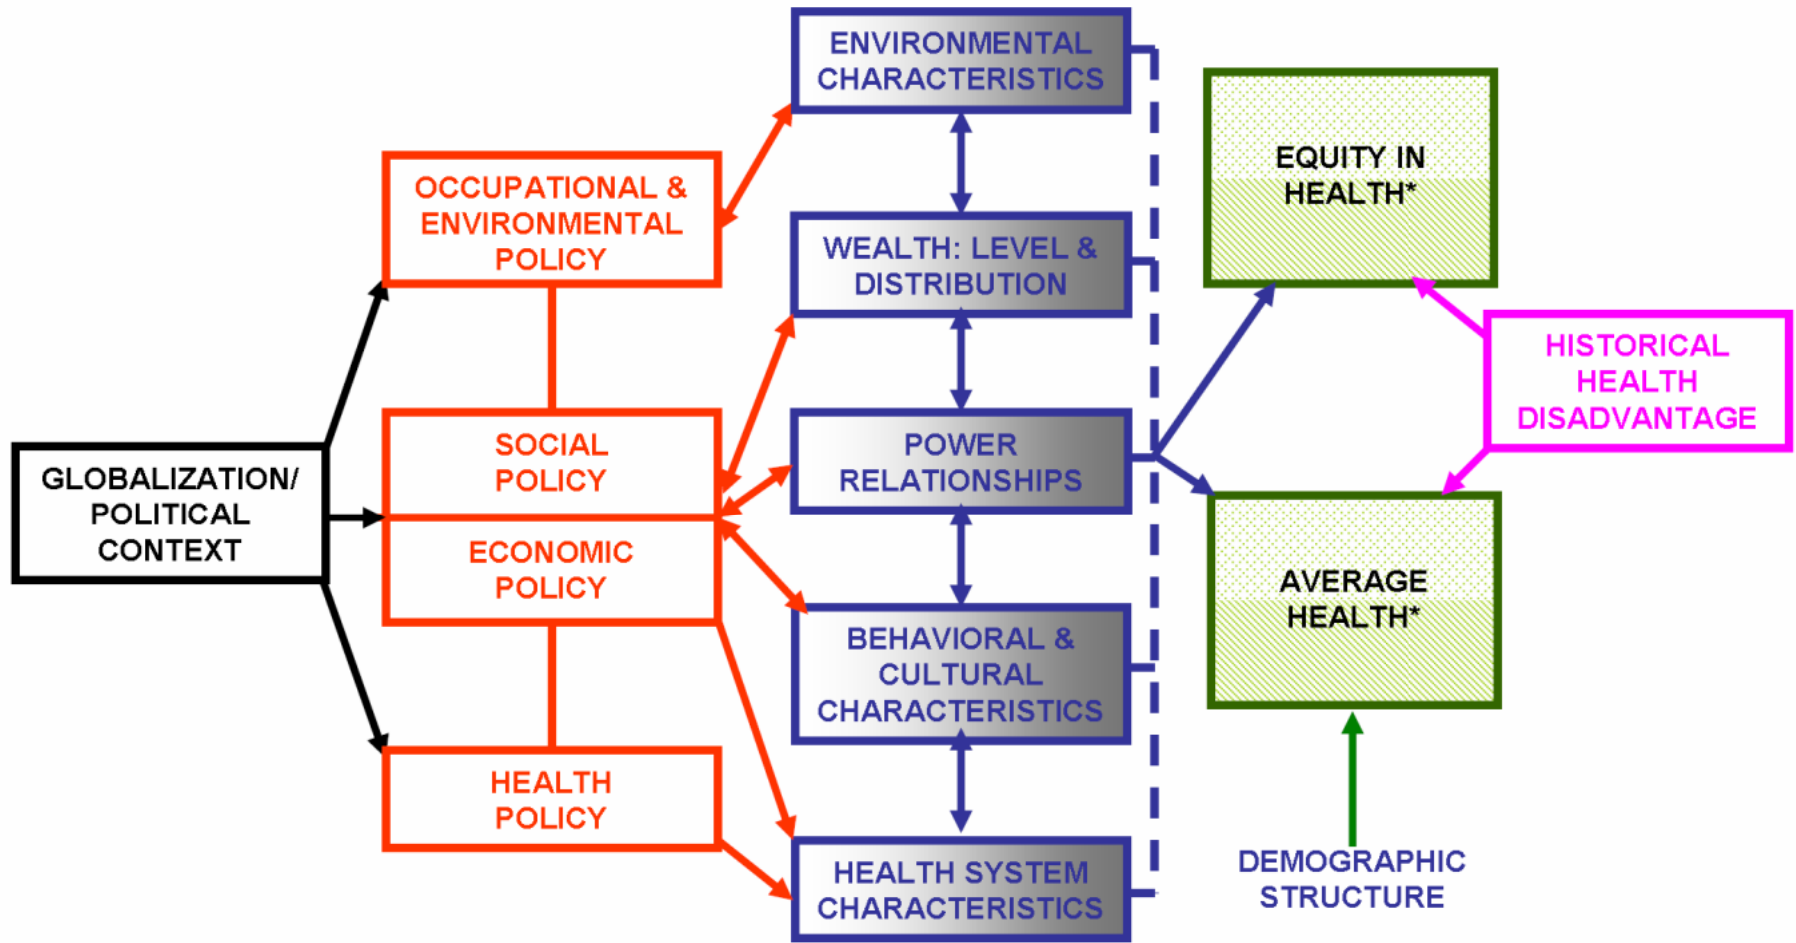 ENVIRONMENTAL
CHARACTERISTICS
OCCUPATIONAL &
ENVIRONMENTAL
POLICY
WEALTH: LEVEL &
DISTRIBUTION
EQUITY IN
HEALTH*
HISTORICAL
HEALTH
DISADVANTAGE
GLOBALIZATION/
POLITICAL
CONTEXT
SOCIAL
POLICY
ECONOMIC
POLICY
POWER
RELATIONSHIPS
BEHAVIORAL &
CULTURAL
CHARACTERISTICS
AVERAGE
HEALTH*
HEALTH
POLICY
HEALTH SYSTEM
CHARACTERISTICS
DEMOGRAPHIC
STRUCTURE